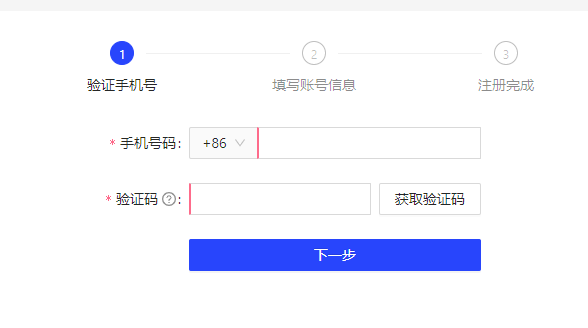 1 2 3
验证手机号 填写账号信息 注册完成
* 手机号码: +86
* 验证码 ? : 获取验证码
下一步